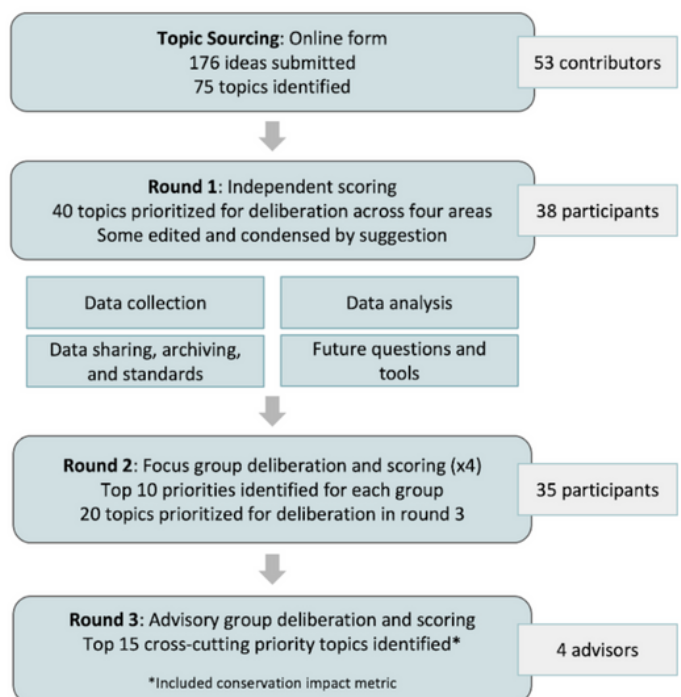 Topic Sourcing: Online form
176 ideas submitted
75 topics identified
53 contributors
Round 1: Independent scoring
40 topics prioritized for deliberation across four areas
Some edited and condensed by suggestion
38 participants
Data collection
Data analysis
Data sharing, archiving,
and standards
Future questions and
tools
Round 2: Focus group deliberation and scoring (x4)
Top 10 priorities identified for each group
20 topics prioritized for deliberation in round 3
35 participants
Round 3: Advisory group deliberation and scoring
Top 15 cross-cutting priority topics identified*
*Included conservation impact metric
4 advisors